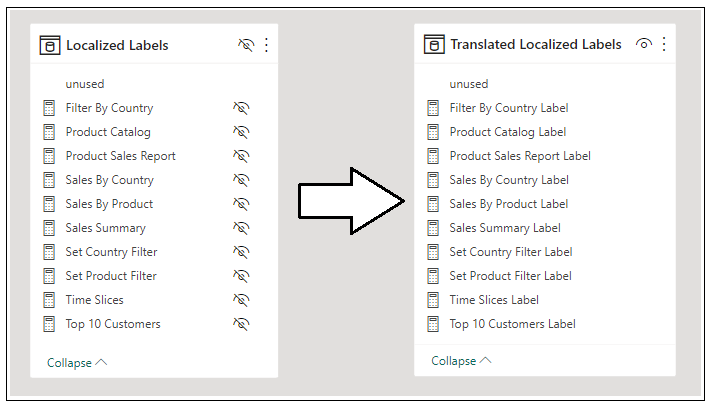 Localized Labels
unused
Filter By Country
Product Catalog
Product Sales Report
Sales By Country
Sales By Product
Sales Summary
Set Country Filter
Set Product Filter
Time Slices
Top 10 Customers
Collapse
Translated Localized Labels
unused
Filter By Country Label
Product Catalog Label
Product Sales Report Label
Sales By Country Label
Sales By Product Label
Sales Summary Label
Set Country Filter Label
Set Product Filter Label
Time Slices Label
Top 10 Customers Label
Collapse